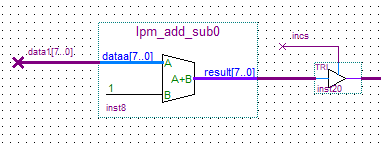 lpm_add_sub0
incs
data1[7..0]
dataa[7..0]
A
A+B
result[7..0]
TRI
1
B
inst8
inst20